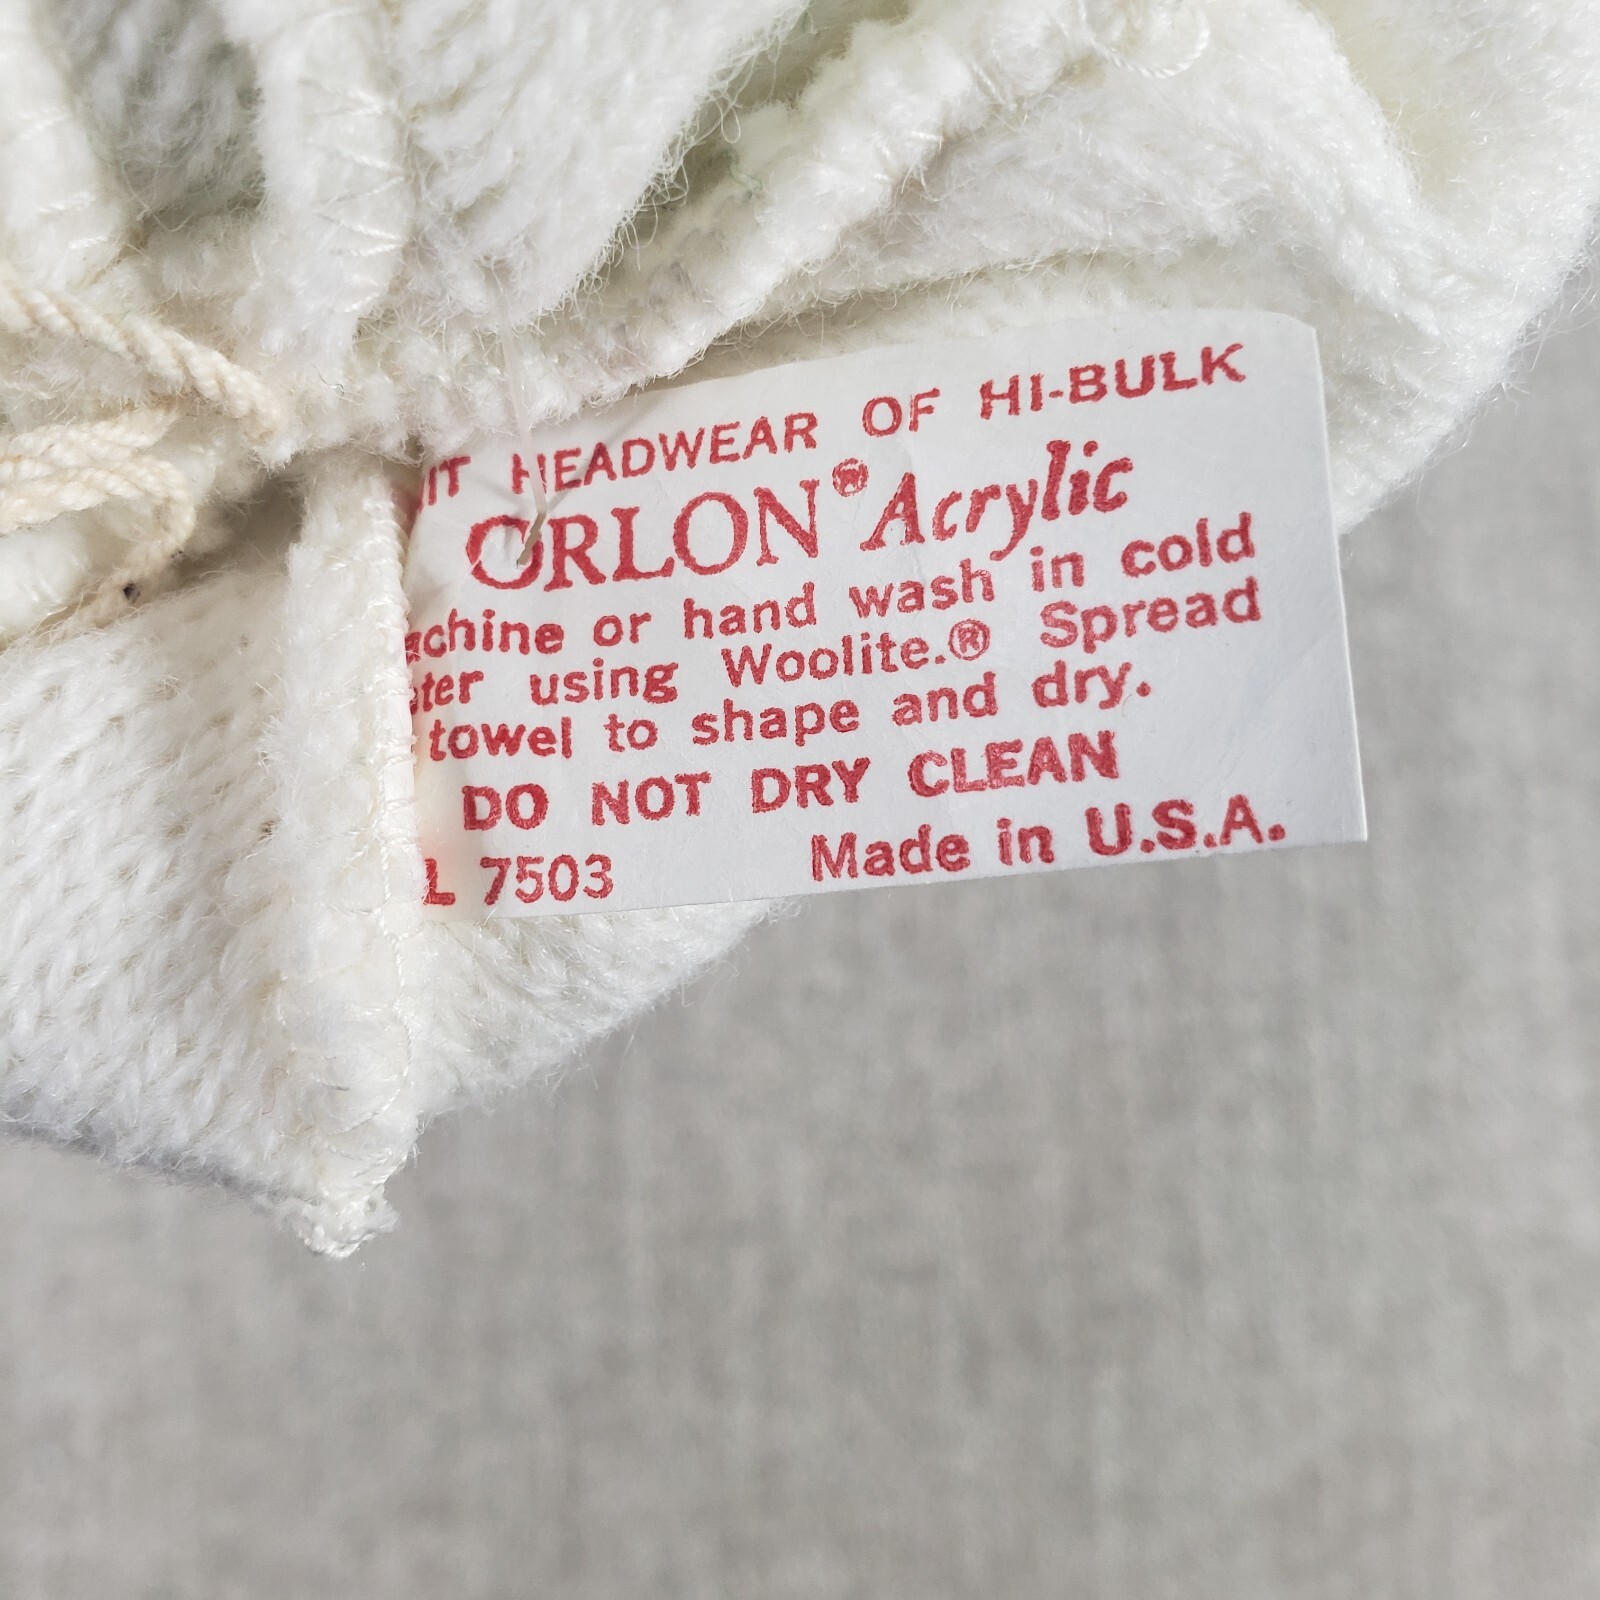 IT HEADWEAR OF HI-BULK
ORLON® Acrylic
achine or hand wash in cold
ter using Woolite.® Spread
towel to shape and dry.
DO NOT DRY CLEAN
L 7503 Made in U.S.A.